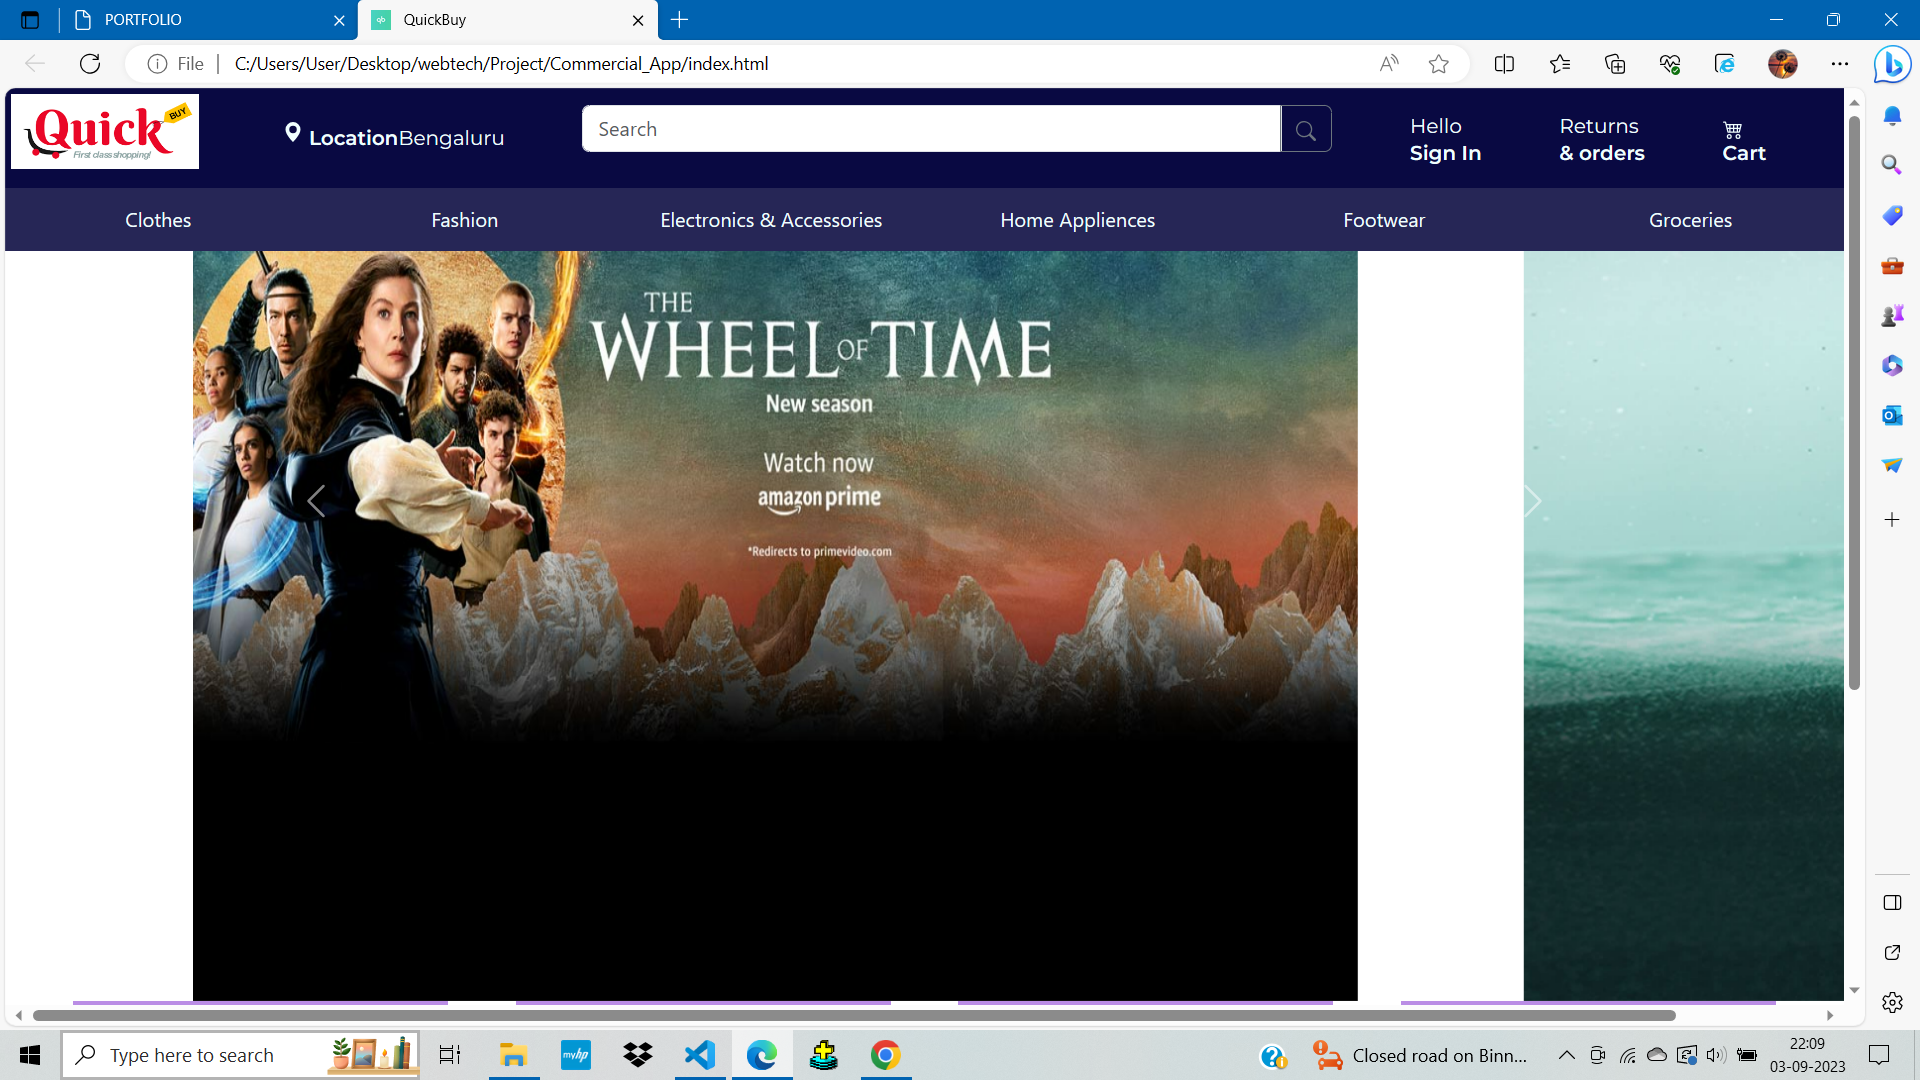 PORTFOLIO
QuickBuy
File
C:/Users/User/Desktop/webtech/Project/Commercial_App/index.html
Quick BUY
First class shopping!
LocationBengaluru
Search
Hello
Sign In
Returns
& orders
Cart
Clothes
Fashion
Electronics & Accessories
Home Appliences
Footwear
Groceries
THE
WHEEL OF TIME
New season
Watch now
amazon prime
*Redirects to primevideo.com
Type here to search
myhp
Closed road on Binn...
22:09
03-09-2023